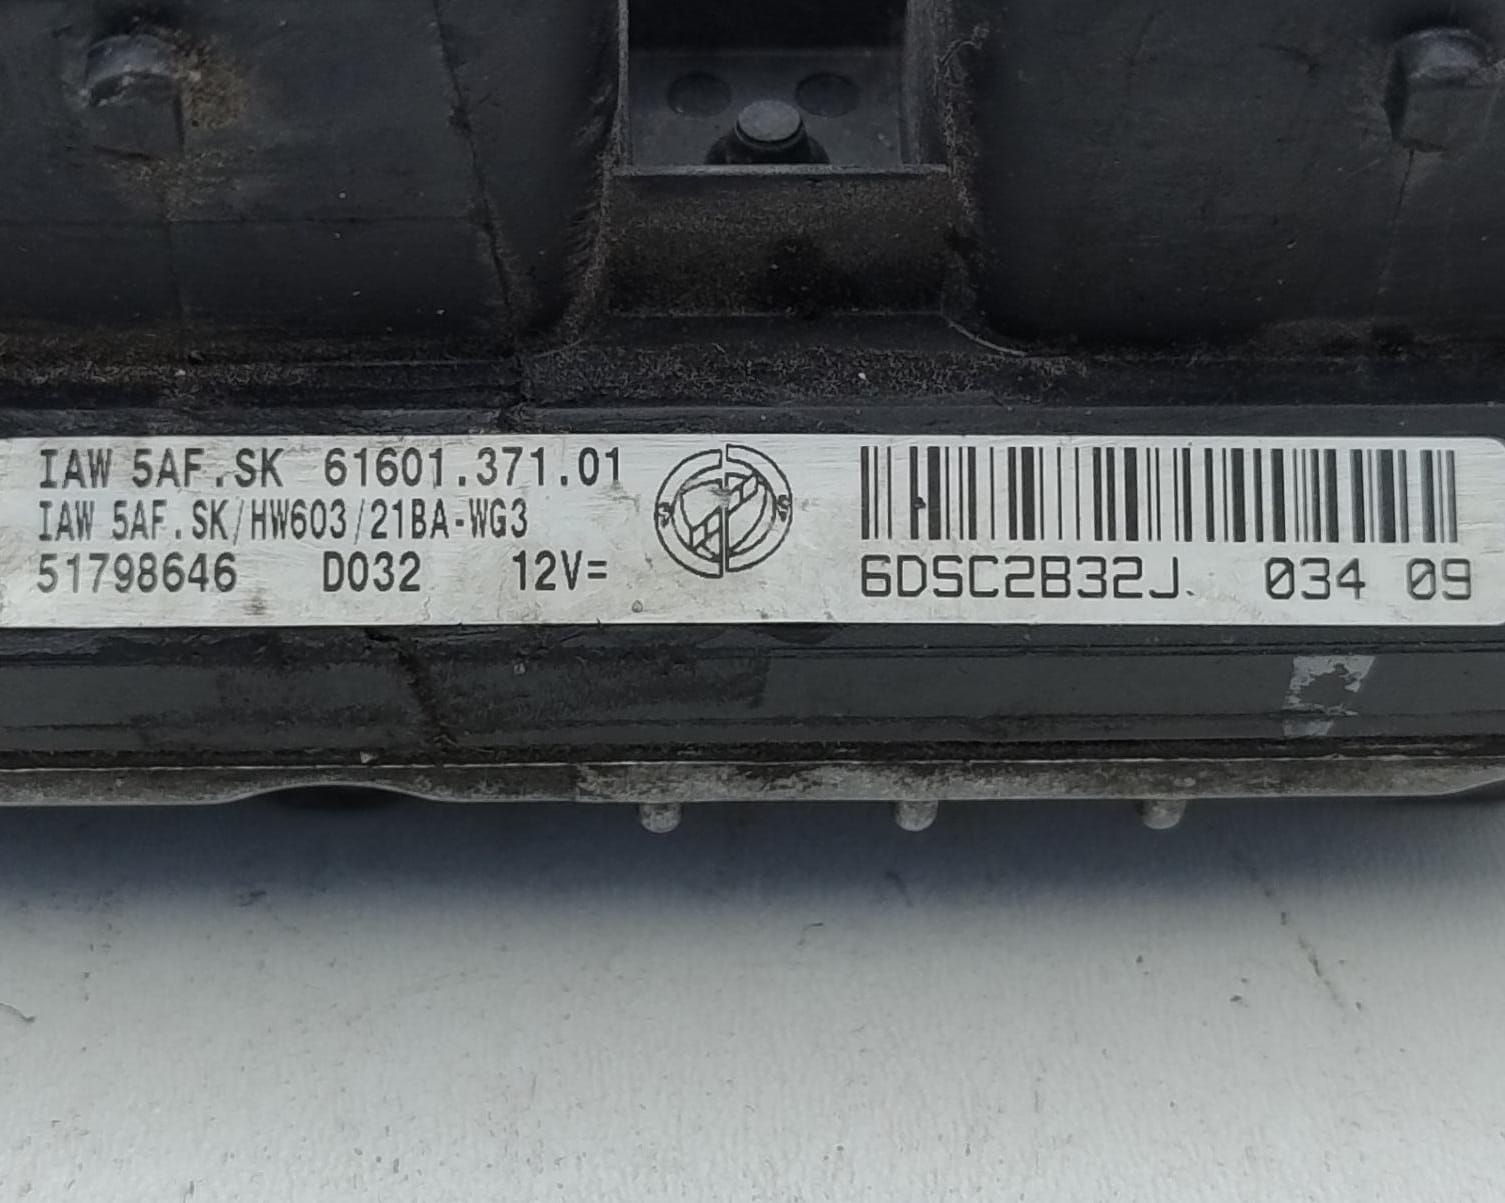 IAW 5AF.SK 61601.371.01
IAW 5AF.SK/HW603/21BA-WG3
51798646 D032 12V=
6DSC2B32J. 034 09